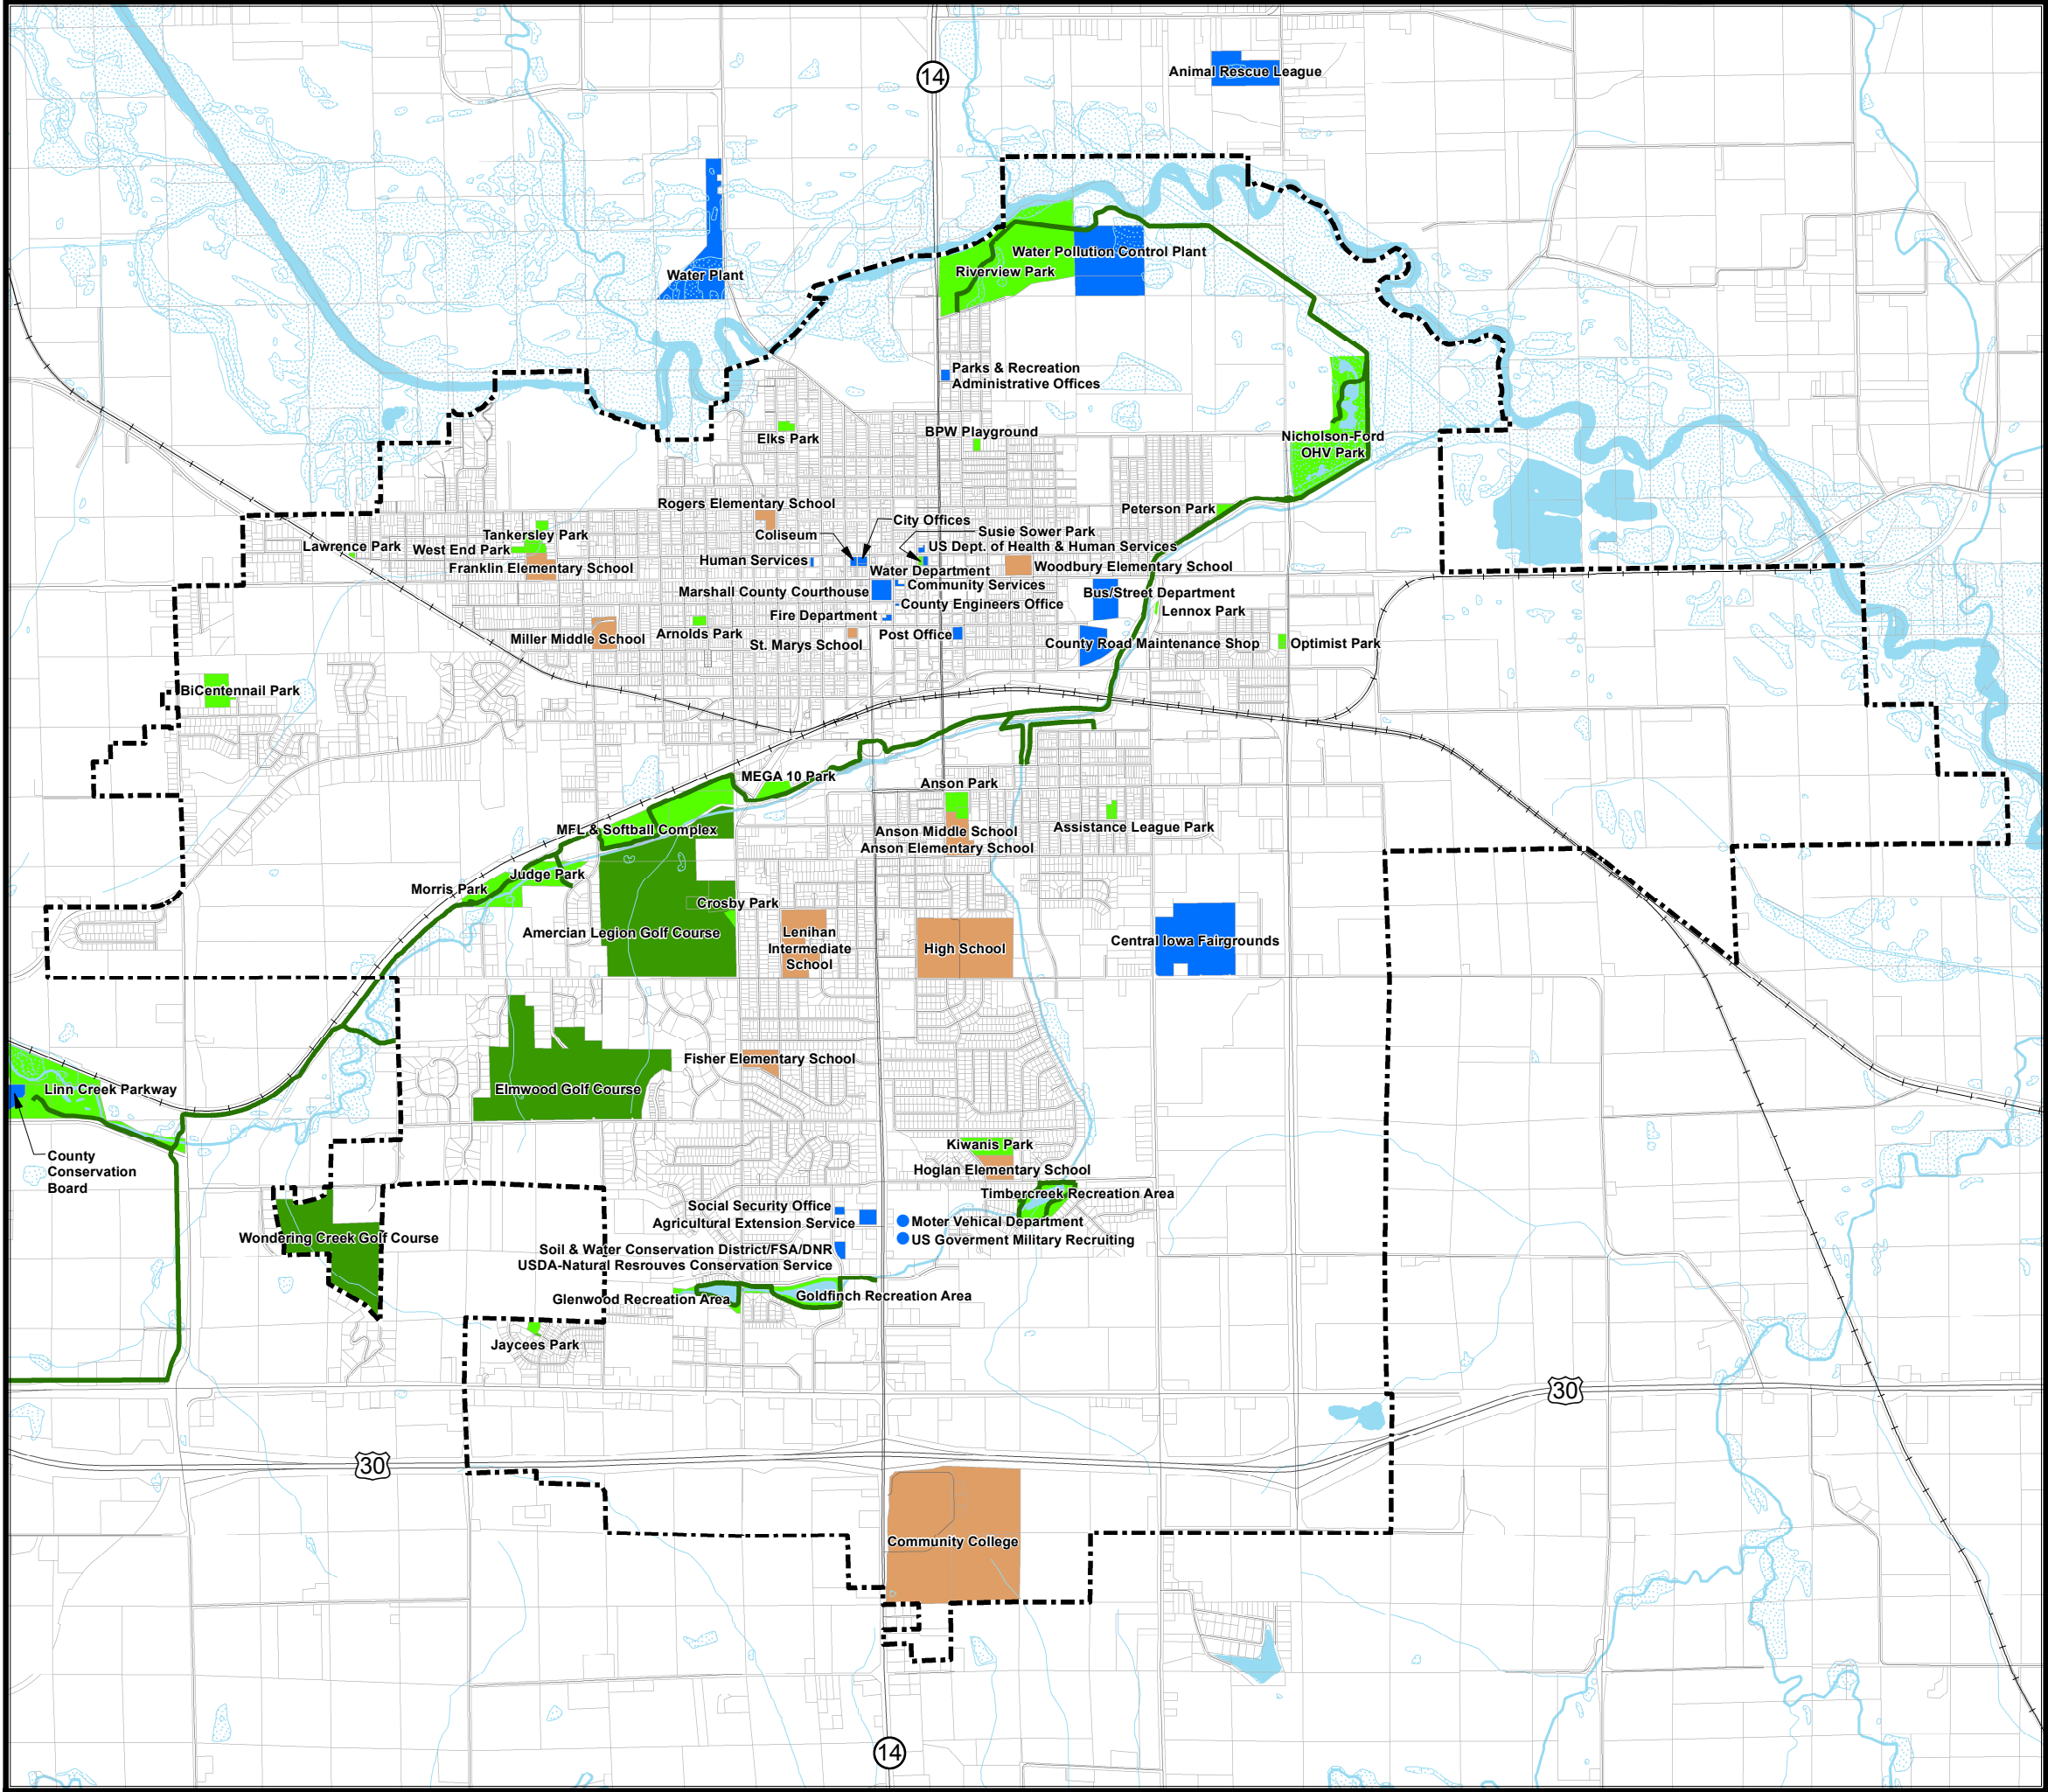 14
Animal Rescue League
Water Pollution Control Plant
Riverview Park
Water Plant
Parks & Recreation
Administrative Offices
Elks Park
BPW Playground
Nicholson-Ford
OHV Park
Rogers Elementary School
Peterson Park
City Offices
Tankersley Park
Coliseum
Susie Sower Park
Lawrence Park
West End Park
US Dept. of Health & Human Services
Franklin Elementary School
Human Services
Water Department
Woodbury Elementary School
Marshall County Courthouse
Community Services
Bus/Street Department
County Engineers Office
Lennox Park
Fire Department
Miller Middle School
Arnolds Park
St. Marys School
Post Office
County Road Maintenance Shop
Optimist Park
BiCentennail Park
MEGA 10 Park
Anson Park
MFL & Softball Complex
Anson Middle School
Assistance League Park
Anson Elementary School
Judge Park
Morris Park
Crosby Park
Amercian Legion Golf Course
Lenihan
Intermediate
School
High School
Central Iowa Fairgrounds
Fisher Elementary School
Linn Creek Parkway
Elmwood Golf Course
County
Conservation
Board
Kiwanis Park
Hoglan Elementary School
Timbercreek Recreation Area
Social Security Office
Agricultural Extension Service
Moter Vehical Department
US Goverment Military Recruiting
Wondering Creek Golf Course
Soil & Water Conservation District/FSA/DNR
USDA-Natural Resrouves Conservation Service
Glenwood Recreation Area
Goldfinch Recreation Area
Jaycees Park
30
30
Community College
14